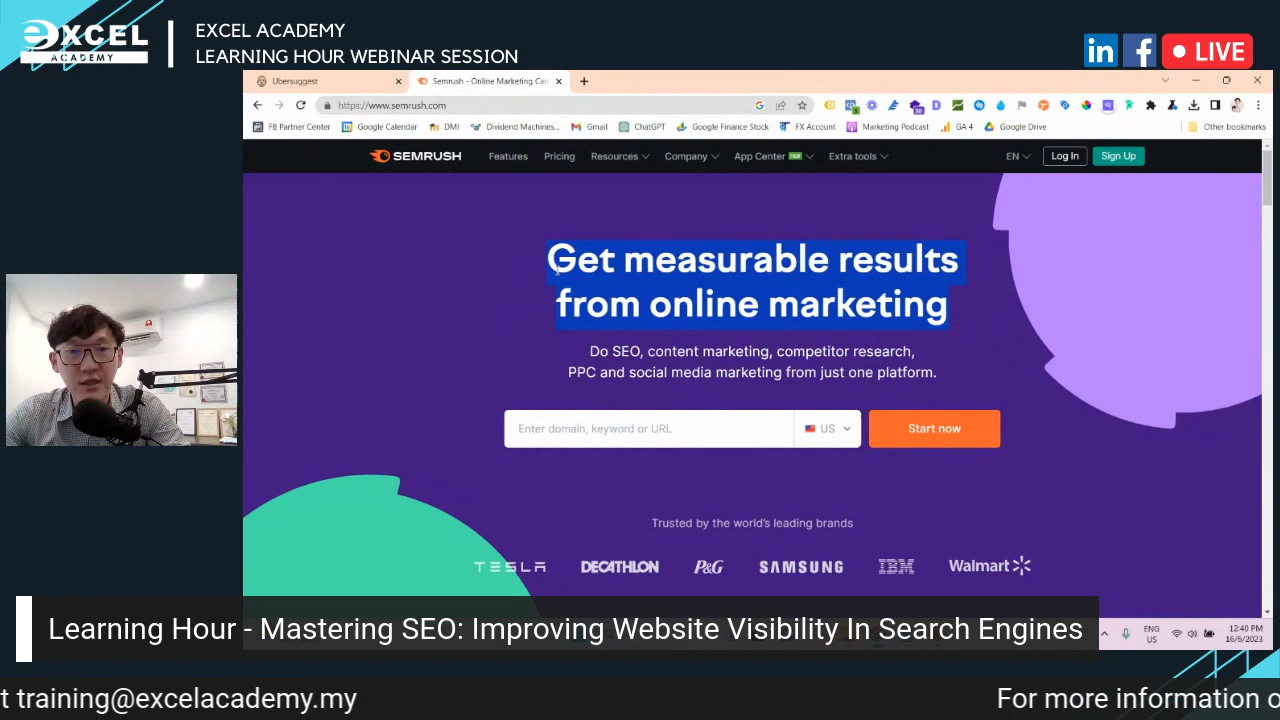 EXCEL
ACADEMY
EXCEL ACADEMY
LEARNING HOUR WEBINAR SESSION
in
f
LIVE
Ubersuggest
Semrush - Online Marketing Can
https://www.semrush.com
FB Partner Center
Google Calendar
DMI
Dividend Machines...
Gmail
ChatGPT
Google Finance Stock
FX Account
Marketing Podcast
GA 4
Google Drive
Other bookmarks
SEMRUSH
Features
Pricing
Resources
Company
App Center
Extra tools
EN
Log In
Sign Up
Get measurable results
from online marketing
Do SEO, content marketing, competitor research,
PPC and social media marketing from just one platform.
Enter domain, keyword or URL
US
Start now
Trusted by the world's leading brands
TESLA
DECATHLON
P&G
SAMSUNG
IBM
Walmart
Learning Hour - Mastering SEO: Improving Website Visibility In Search Engines
ENG
US
12:40 PM
16/6/2023
t training@excelacademy.my
For more information o